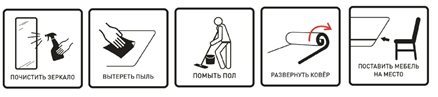 ПОЧИСТИТЬ ЗЕРКАЛО
ВЫТЕРЕТЬ ПЫЛЬ
ПОМЫТЬ ПОЛ
РАЗВЕРНУТЬ КОВЁР
ПОСТАВИТЬ МЕБЕЛЬ
НА МЕСТО